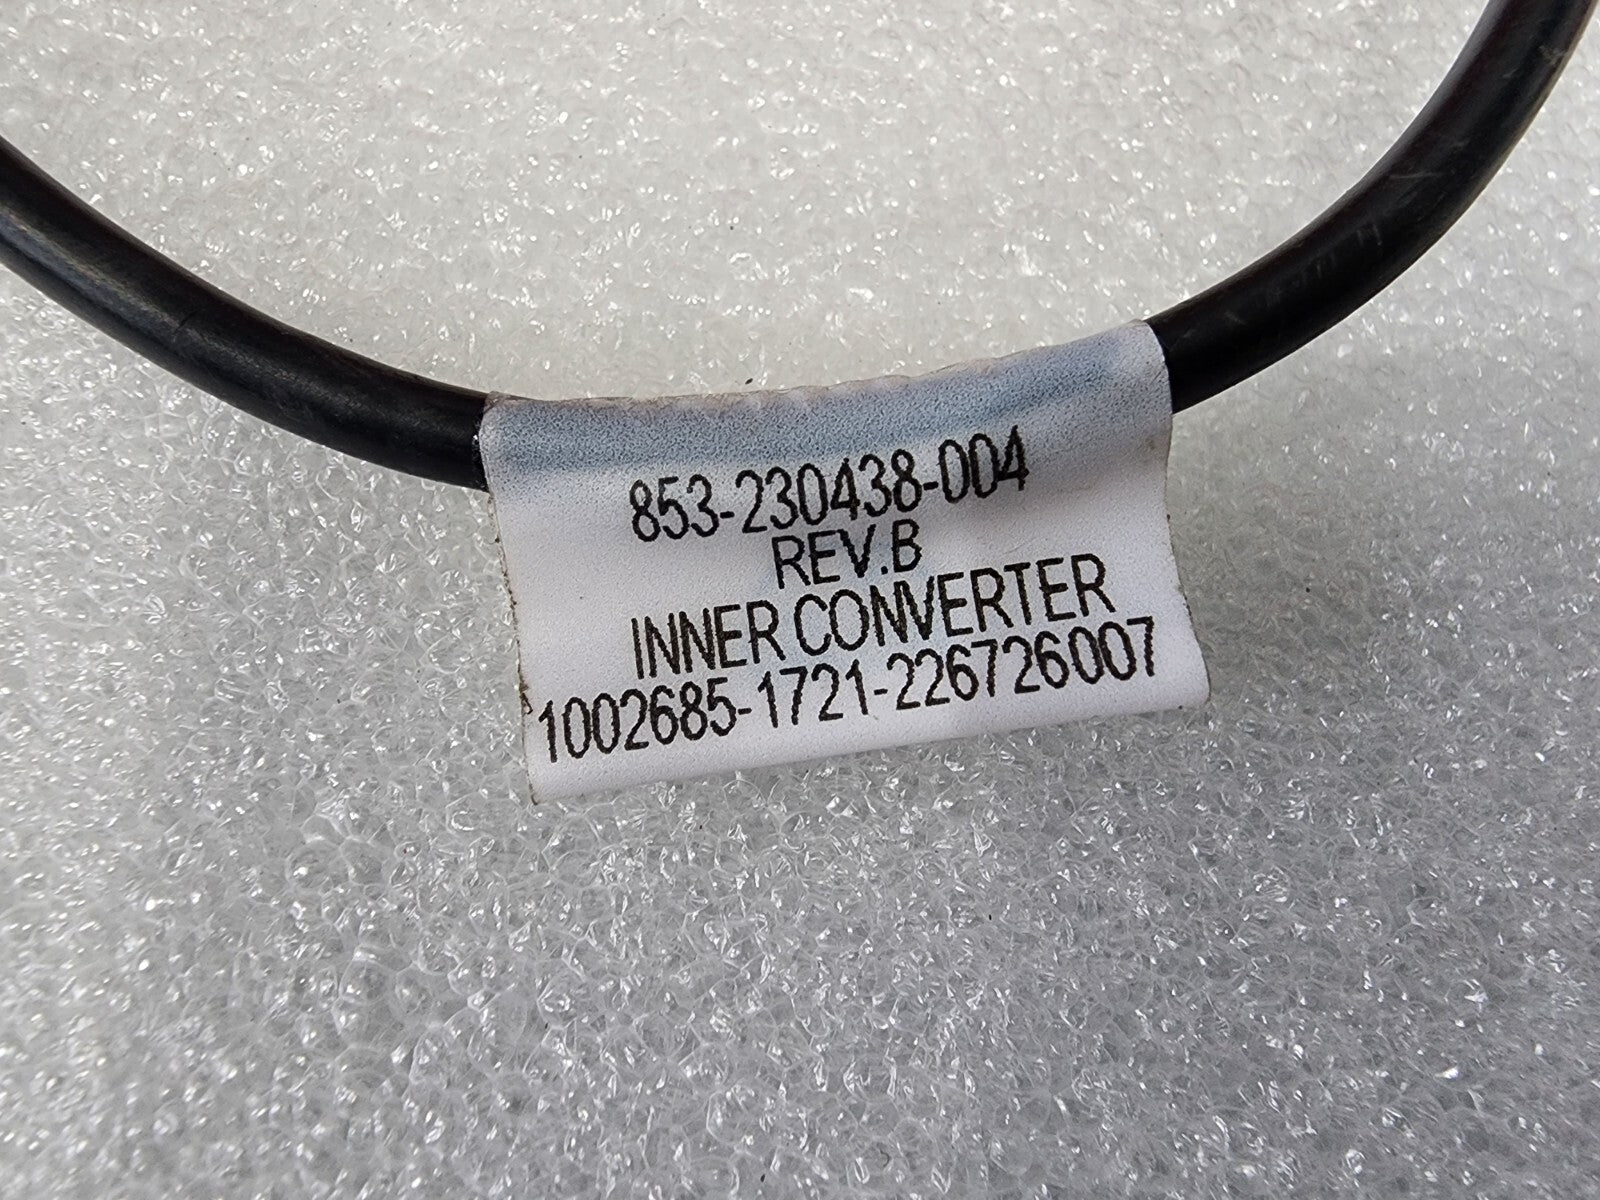 853-230438-004
REV.B
INNER CONVERTER
1002685-1721-226726007